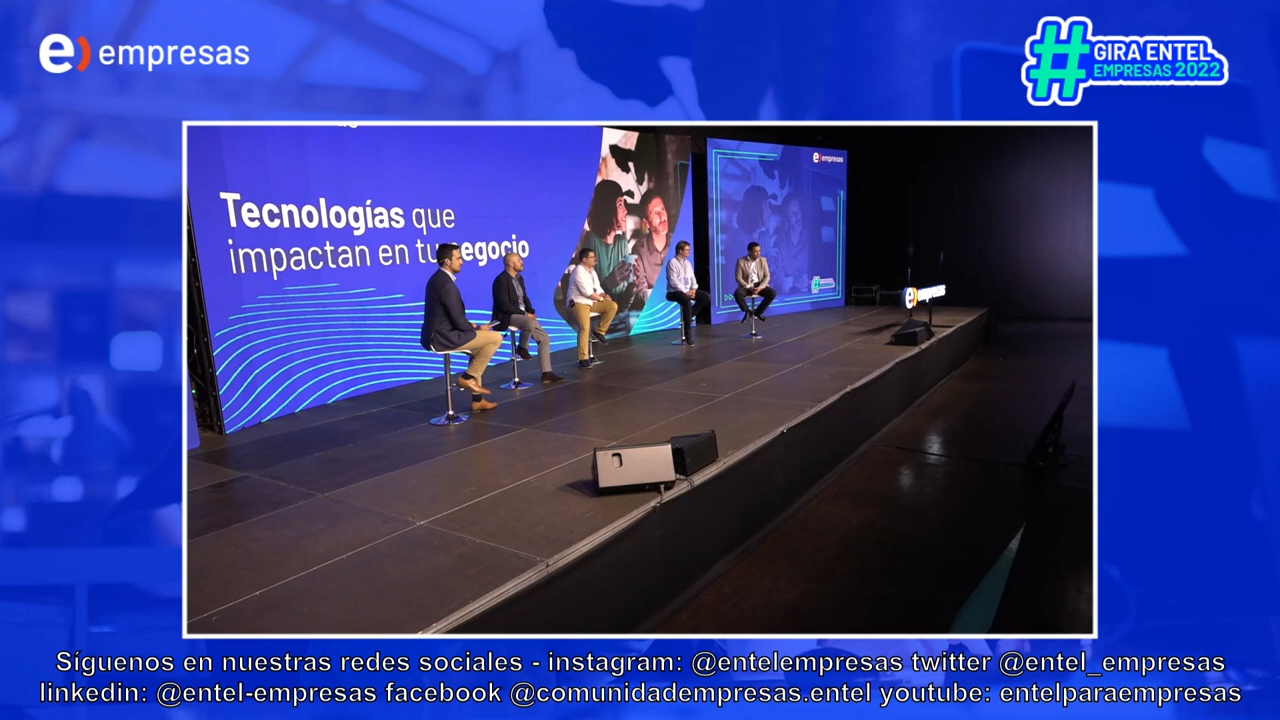 e) empresas
# GIRA ENTEL
EMPRESAS 2022
Tecnologías que
impactan en tu negocio
e) empresas
e) empresas
Síguenos en nuestras redes sociales - instagram: @entelempresas twitter @entel_empresas
linkedin: @entel-empresas facebook @comunidadempresas.entel youtube: entelparaempresas